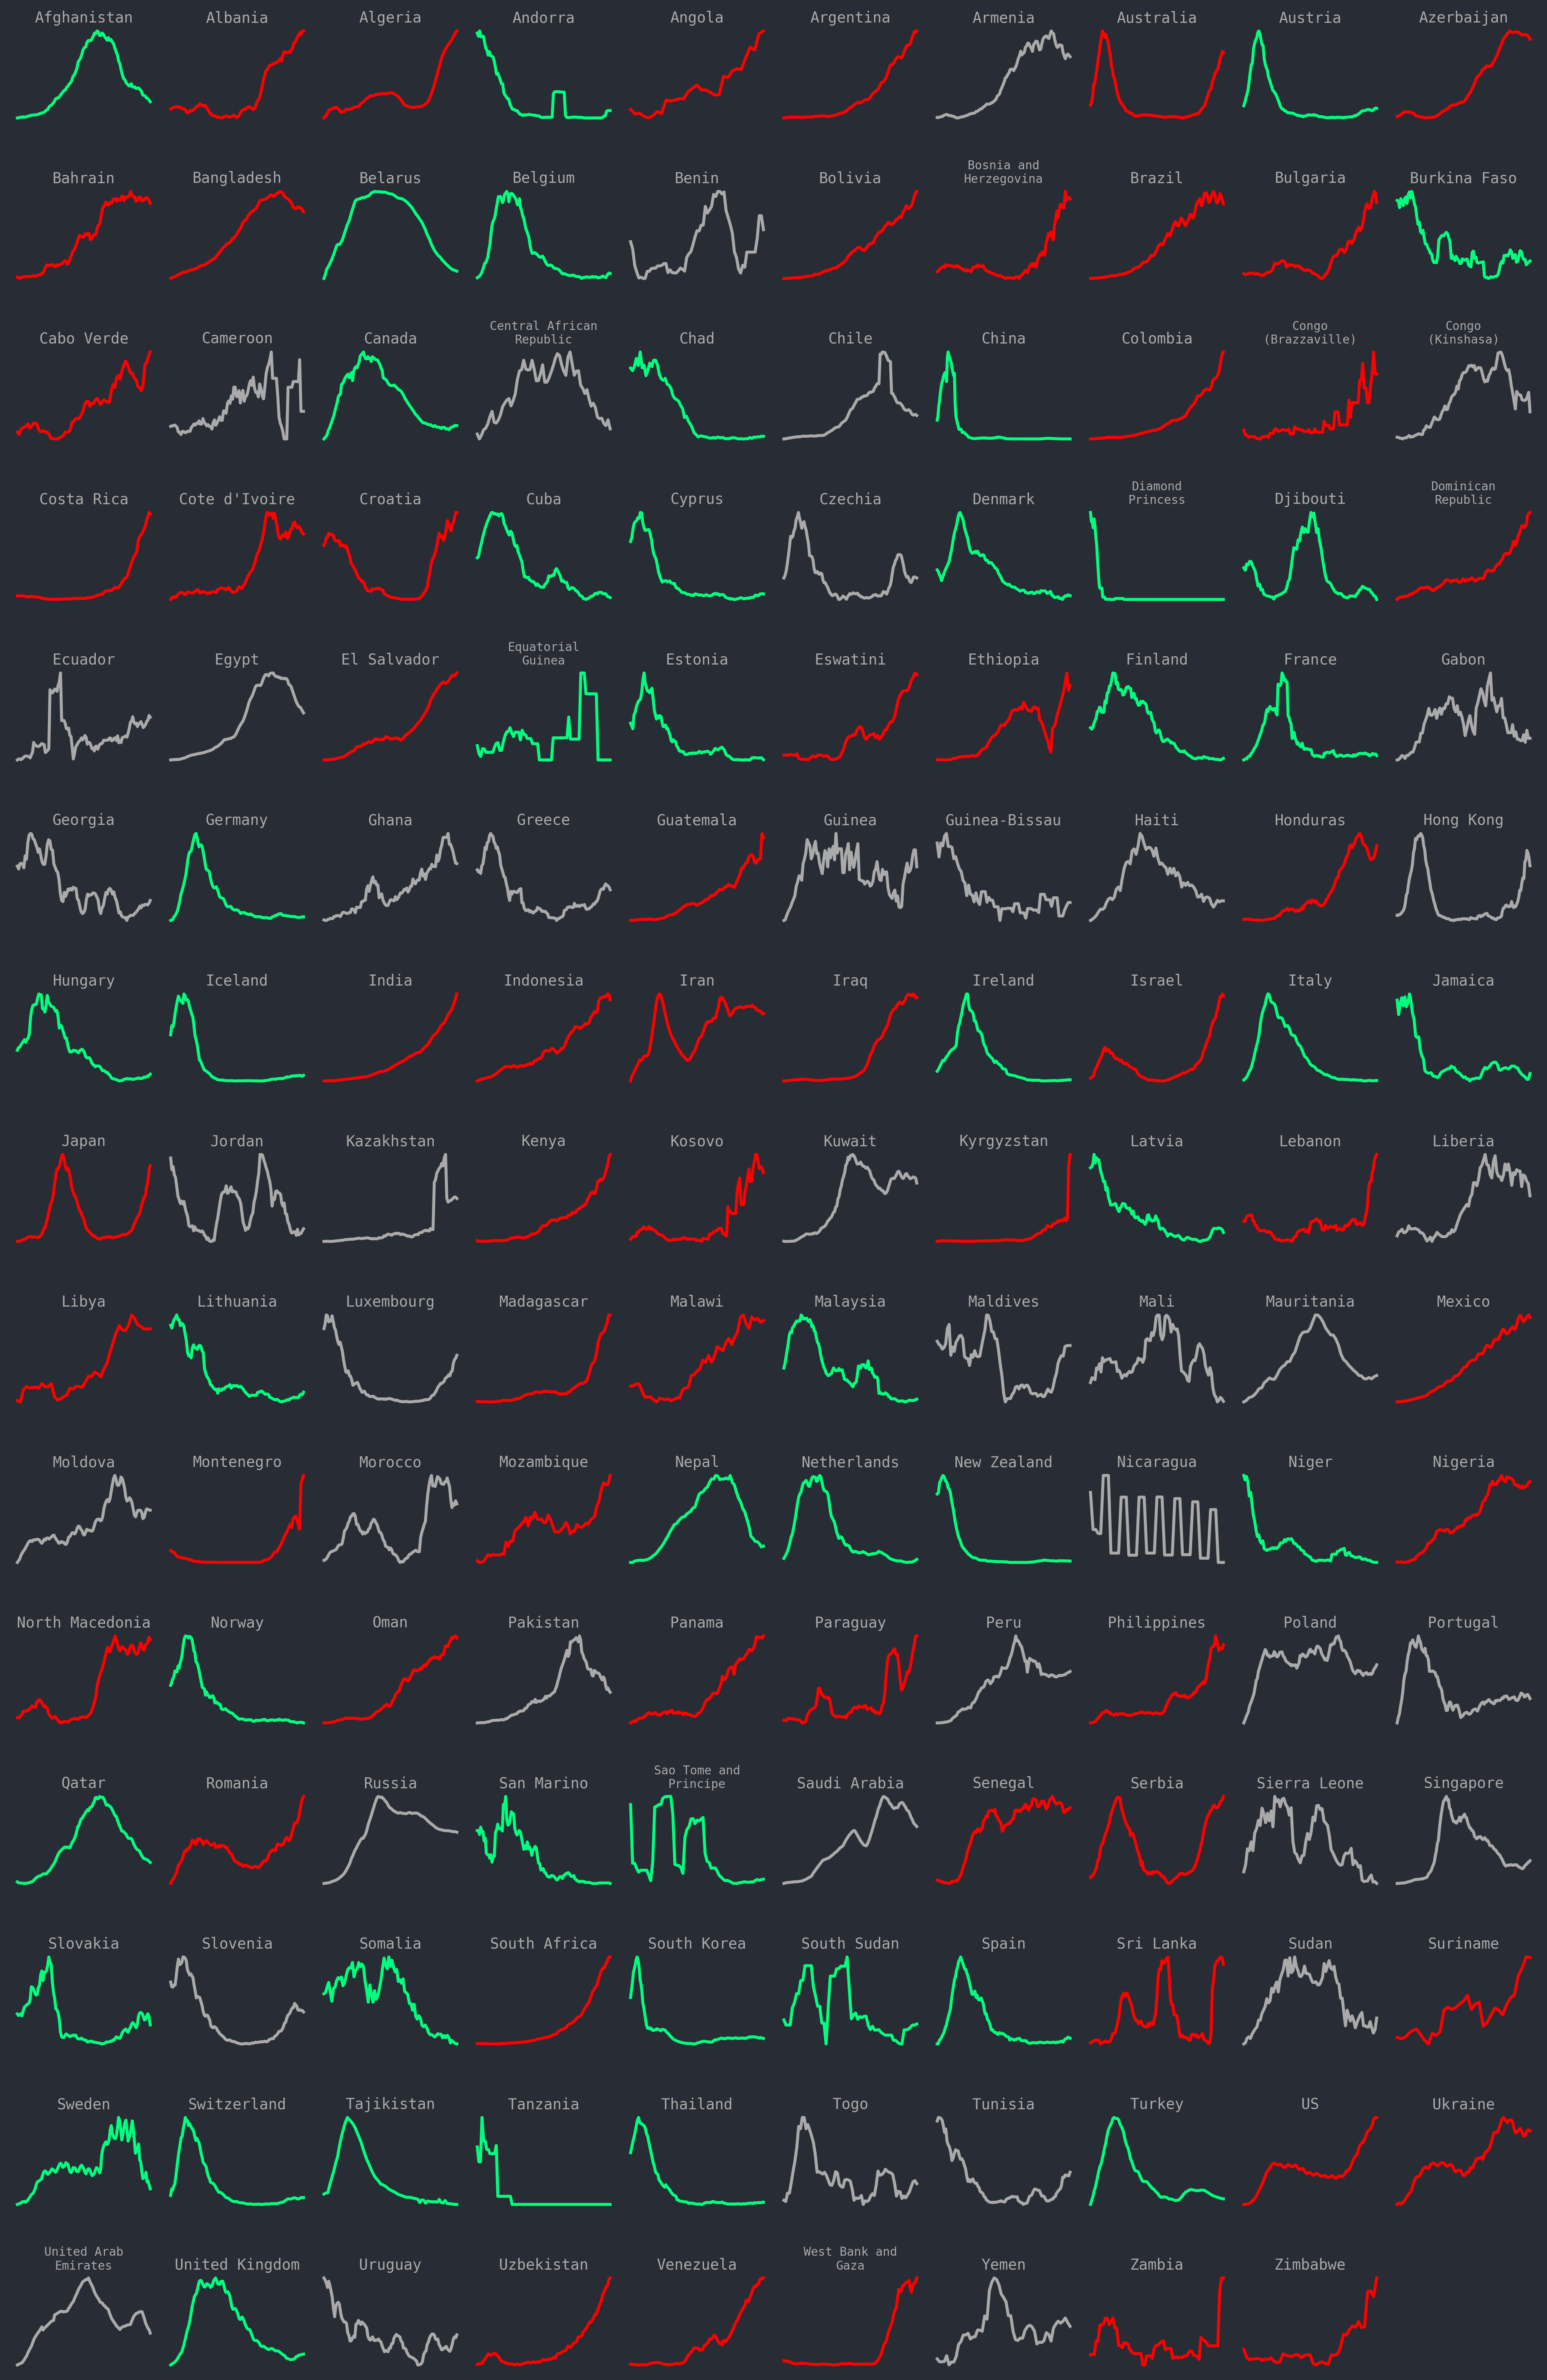 Afghanistan
Albania
Algeria
Andorra
Angola
Argentina
Armenia
Australia
Austria
Azerbaijan
Bahrain
Bangladesh
Belarus
Belgium
Benin
Bolivia
Bosnia and
Herzegovina
Brazil
Bulgaria
Burkina Faso
Cabo Verde
Cameroon
Canada
Central African
Republic
Chad
Chile
China
Colombia
Congo
(Brazzaville)
Congo
(Kinshasa)
Costa Rica
Cote d'Ivoire
Croatia
Cuba
Cyprus
Czechia
Denmark
Diamond
Princess
Djibouti
Dominican
Republic
Ecuador
Egypt
El Salvador
Equatorial
Guinea
Estonia
Eswatini
Ethiopia
Finland
France
Gabon
Georgia
Germany
Ghana
Greece
Guatemala
Guinea
Guinea-Bissau
Haiti
Honduras
Hong Kong
Hungary
Iceland
India
Indonesia
Iran
Iraq
Ireland
Israel
Italy
Jamaica
Japan
Jordan
Kazakhstan
Kenya
Kosovo
Kuwait
Kyrgyzstan
Latvia
Lebanon
Liberia
Libya
Lithuania
Luxembourg
Madagascar
Malawi
Malaysia
Maldives
Mali
Mauritania
Mexico
Moldova
Montenegro
Morocco
Mozambique
Nepal
Netherlands
New Zealand
Nicaragua
Niger
Nigeria
North Macedonia
Norway
Oman
Pakistan
Panama
Paraguay
Peru
Philippines
Poland
Portugal
Qatar
Romania
Russia
San Marino
Sao Tome and
Principe
Saudi Arabia
Senegal
Serbia
Sierra Leone
Singapore
Slovakia
Slovenia
Somalia
South Africa
South Korea
South Sudan
Spain
Sri Lanka
Sudan
Suriname
Sweden
Switzerland
Tajikistan
Tanzania
Thailand
Togo
Tunisia
Turkey
US
Ukraine
United Arab
Emirates
United Kingdom
Uruguay
Uzbekistan
Venezuela
West Bank and
Gaza
Yemen
Zambia
Zimbabwe